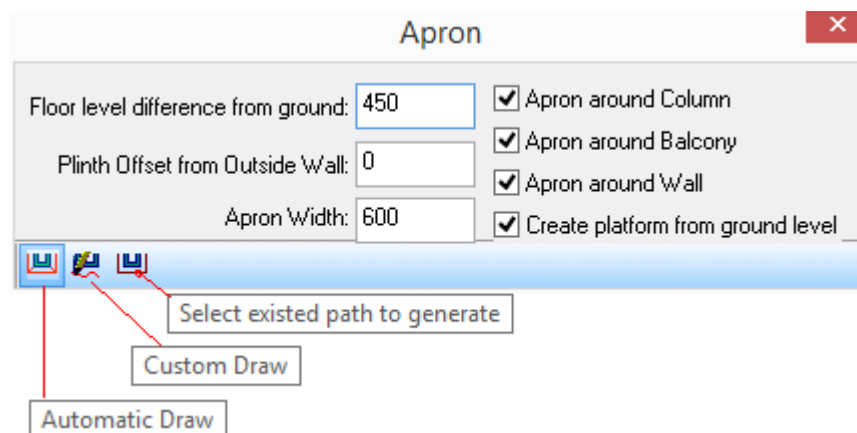 Apron
Floor level difference from ground: 450
Plinth Offset from Outside Wall: 0
Apron Width: 600
Apron around Column
Apron around Balcony
Apron around Wall
Create platform from ground level
Select existed path to generate
Custom Draw
Automatic Draw